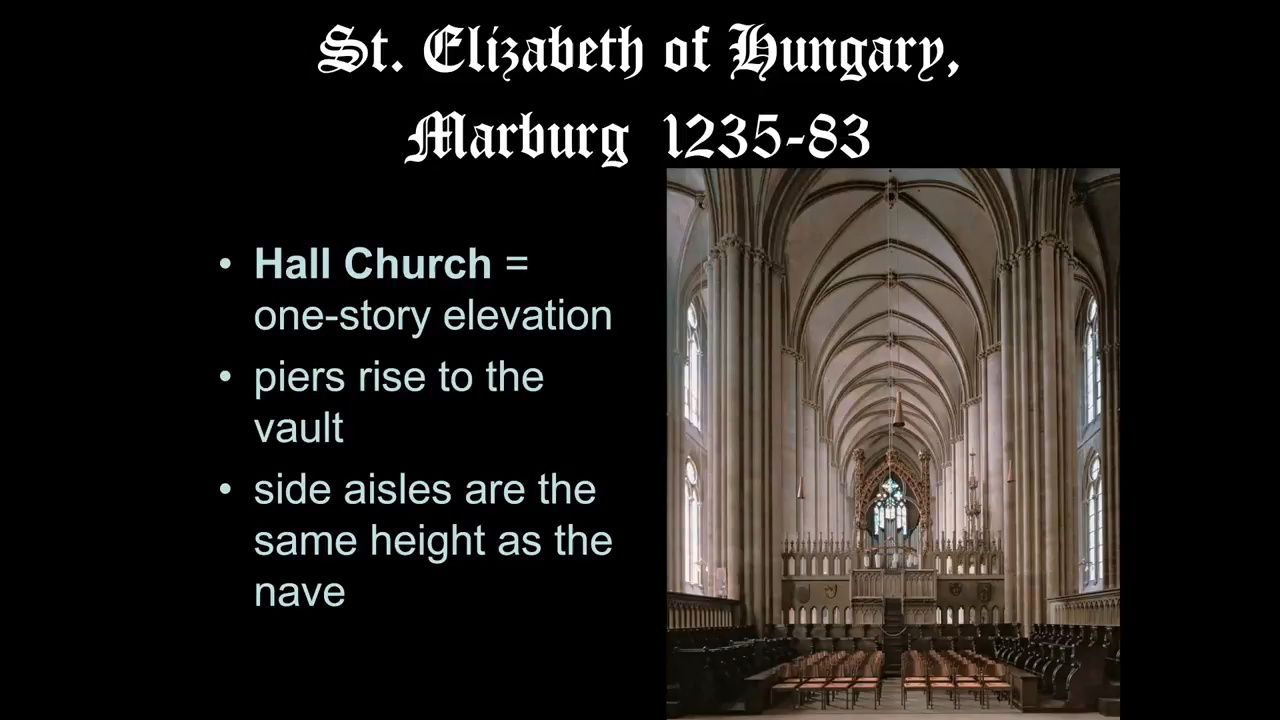 St. Elizabeth of Hungary,
Marburg 1235-83
• Hall Church =
one-story elevation
• piers rise to the
vault
• side aisles are the
same height as the
nave